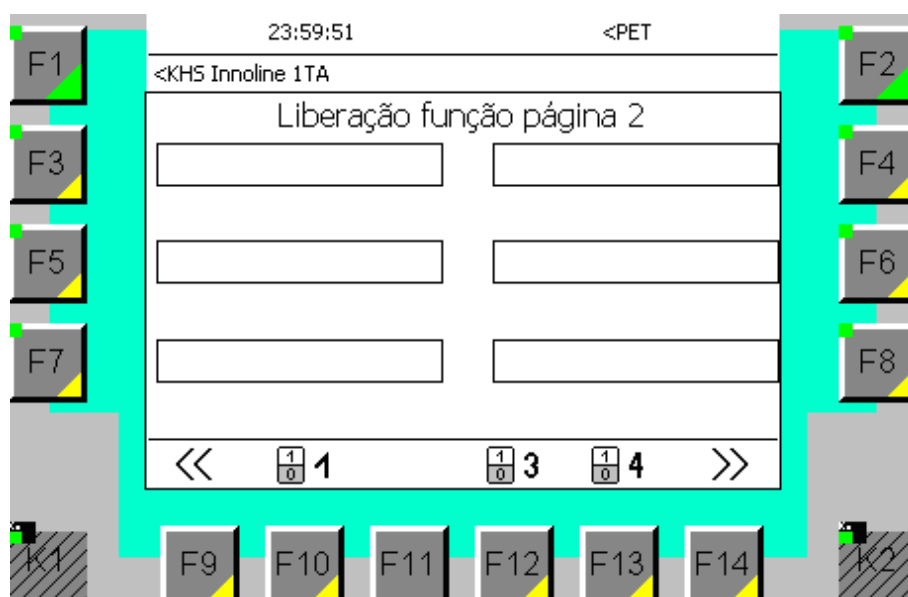 23:59:51 <PET
F1 F2
<KHS Innoline 1TA
Liberação função página 2
F3 F4
F5 F6
F7 F8
<< 1 0 1 1 0 3 1 0 4 >>
K1 F9 F10 F11 F12 F13 F14 K2